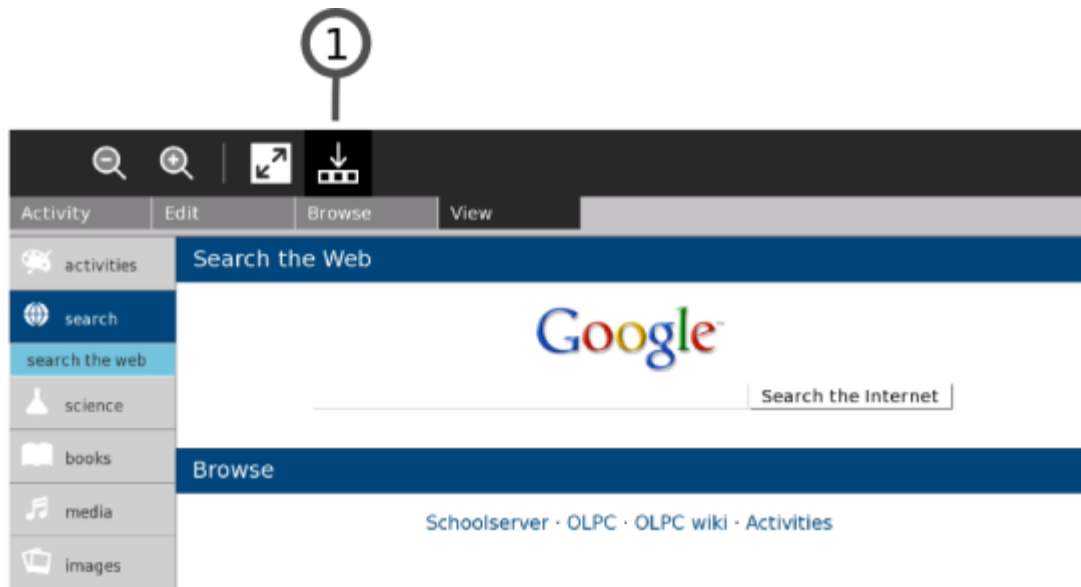 1
Activity Edit Browse View
activities
Search the Web
search
Google™
search the web
Search the Internet
science
books
Browse
media
Schoolserver · OLPC · OLPC wiki · Activities
images